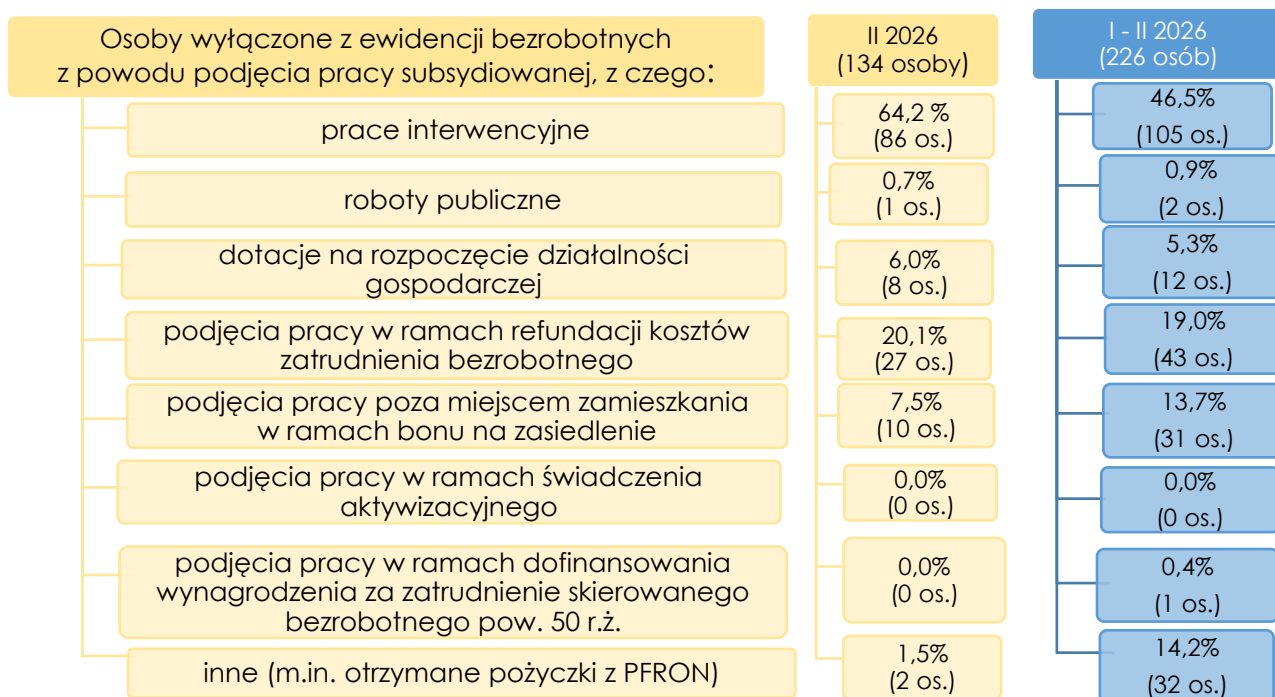 Osoby wyłączone z ewidencji bezrobotnych
z powodu podjęcia pracy subsydiowanej, z czego:
II 2026
(134 osoby)
I - II 2026
(226 osób)
prace interwencyjne
64,2 %
(86 os.)
46,5%
(105 os.)
roboty publiczne
0,7%
(1 os.)
0,9%
(2 os.)
dotacje na rozpoczęcie działalności
gospodarczej
6,0%
(8 os.)
5,3%
(12 os.)
podjęcia pracy w ramach refundacji kosztów
zatrudnienia bezrobotnego
20,1%
(27 os.)
19,0%
(43 os.)
podjęcia pracy poza miejscem zamieszkania
w ramach bonu na zasiedlenie
7,5%
(10 os.)
13,7%
(31 os.)
podjęcia pracy w ramach świadczenia
aktywizacyjnego
0,0%
(0 os.)
0,0%
(0 os.)
podjęcia pracy w ramach dofinansowania
wynagrodzenia za zatrudnienie skierowanego
bezrobotnego pow. 50 r.ż.
0,0%
(0 os.)
0,4%
(1 os.)
inne (m.in. otrzymane pożyczki z PFRON)
1,5%
(2 os.)
14,2%
(32 os.)